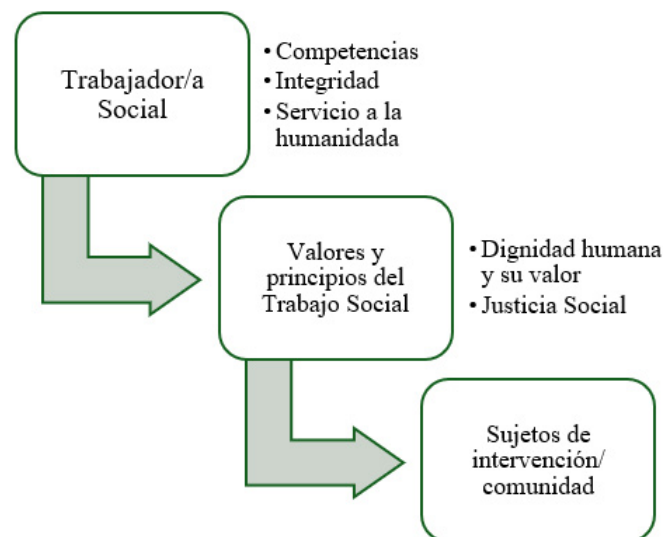 Trabajador/a
Social
• Competencias
• Integridad
• Servicio a la
humanidada
Valores y
principios del
Trabajo Social
• Dignidad humana
y su valor
• Justicia Social
Sujetos de
intervención/
comunidad